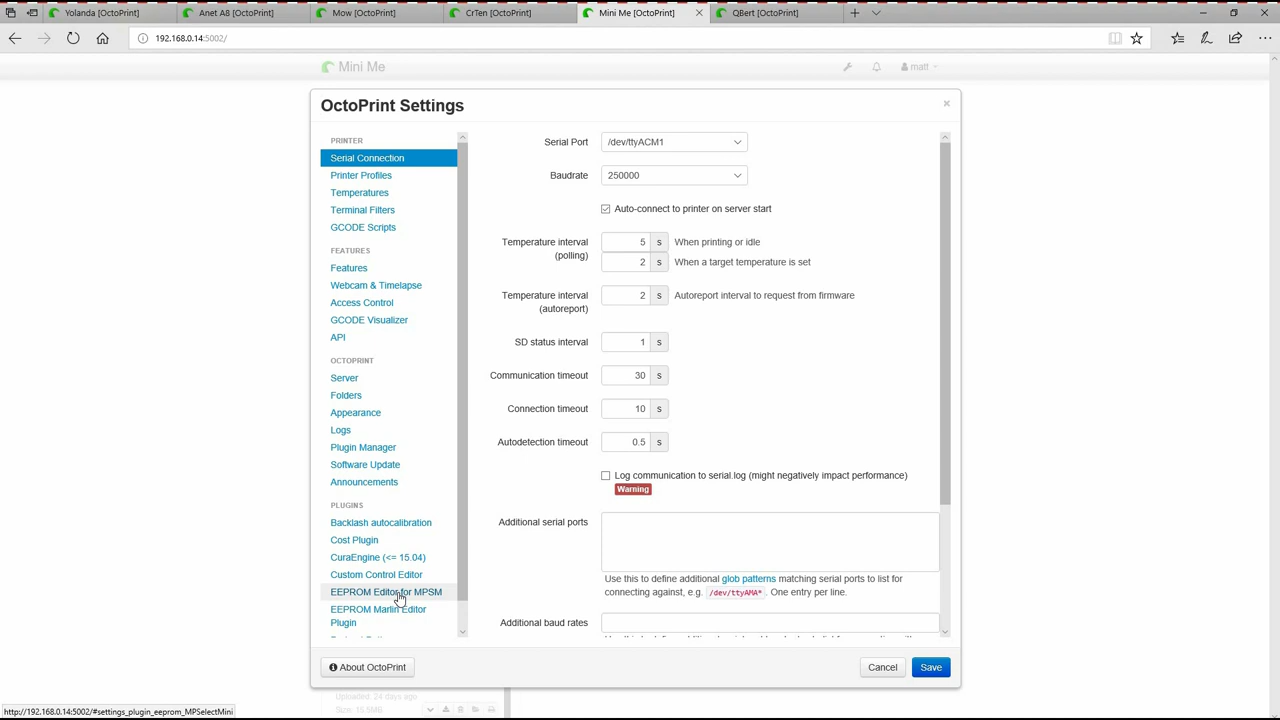 Yolanda [OctoPrint]
Anet A8 [OctoPrint]
Mow [OctoPrint]
CrTen [OctoPrint]
Mini Me [OctoPrint]
QBert [OctoPrint]
192.168.0.14:5002/
Mini Me
matt
OctoPrint Settings
PRINTER
Serial Connection
Printer Profiles
Temperatures
Terminal Filters
GCODE Scripts
FEATURES
Features
Webcam & Timelapse
Access Control
GCODE Visualizer
API
OCTOPRINT
Server
Folders
Appearance
Logs
Plugin Manager
Software Update
Announcements
PLUGINS
Backlash autocalibration
Cost Plugin
CuraEngine (<= 15.04)
Custom Control Editor
EEPROM Editor for MPSM
EEPROM Marlin Editor
Plugin
Serial Port /dev/ttyACM1
Baudrate 250000
Auto-connect to printer on server start
Temperature interval 5 s When printing or idle
(polling) 2 s When a target temperature is set
Temperature interval 2 s Autoreport interval to request from firmware
(autoreport)
SD status interval 1 s
Communication timeout 30 s
Connection timeout 10 s
Autodetection timeout 0.5 s
Log communication to serial.log (might negatively impact performance)
Warning
Additional serial ports
Use this to define additional glob patterns matching serial ports to list for
connecting against, e.g. /dev/ttyAMA* . One entry per line.
Additional baud rates
About OctoPrint
Cancel
Save
Uploaded: 24 days ago
Size: 15.5MB
http://192.168.0.14:5002/#settings_plugin_eeprom_MPSelectMini